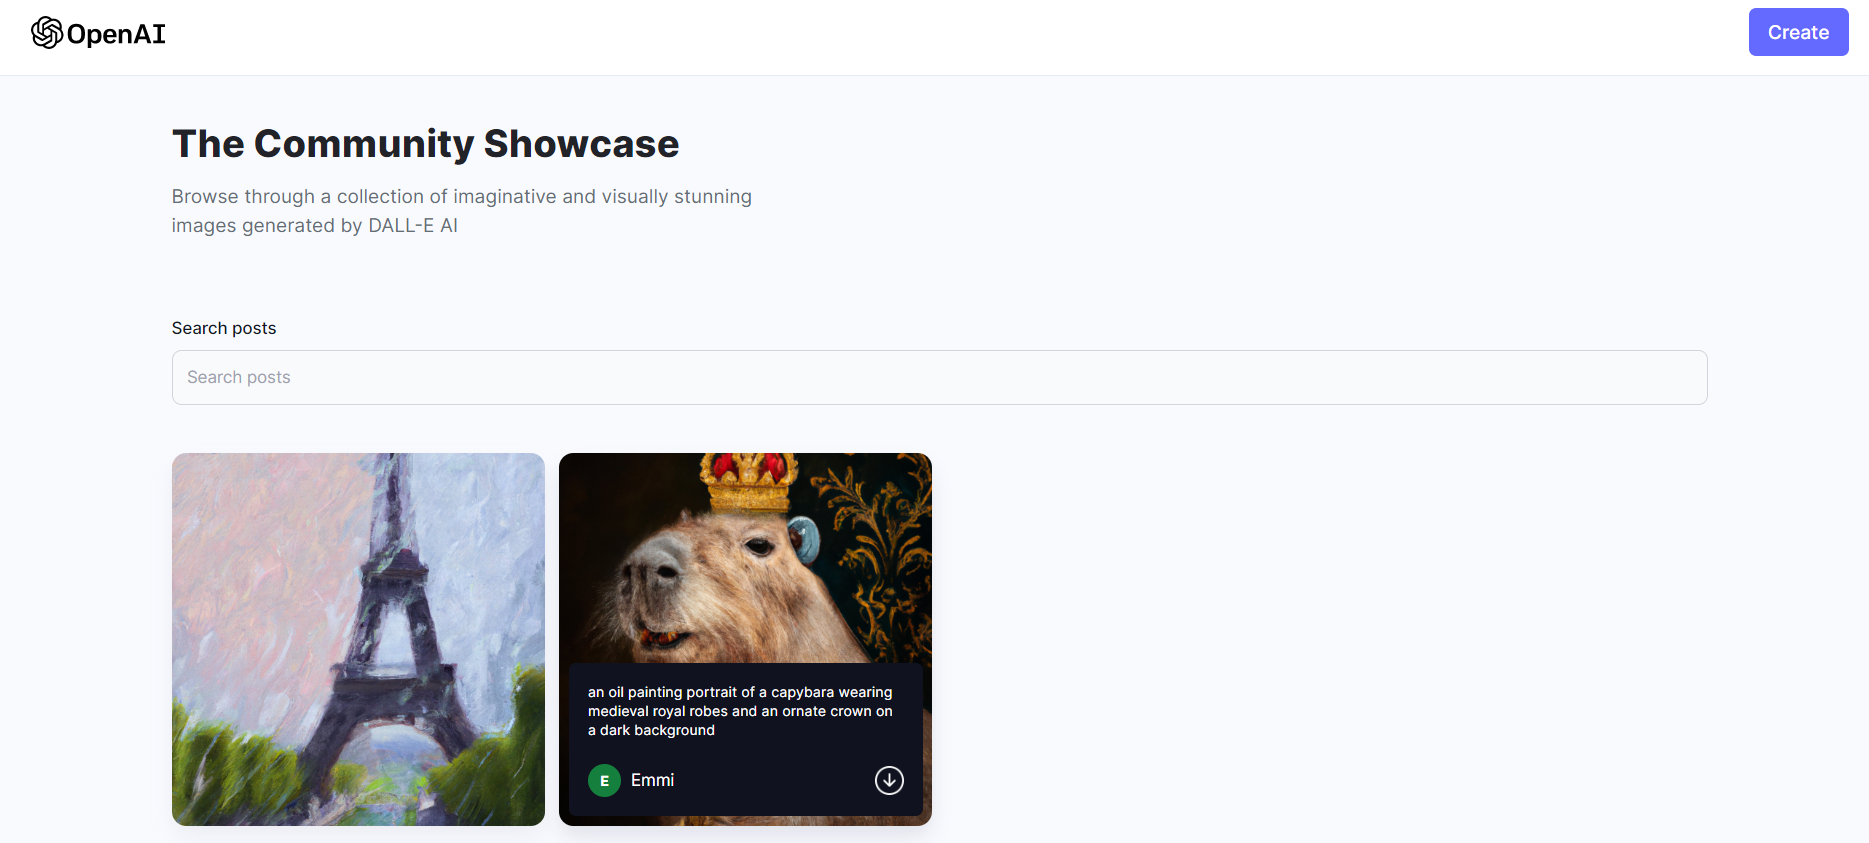 OpenAI
Create
The Community Showcase
Browse through a collection of imaginative and visually stunning
images generated by DALL-E AI
Search posts
Search posts
an oil painting portrait of a capybara wearing
medieval royal robes and an ornate crown on
a dark background
E
Emmi